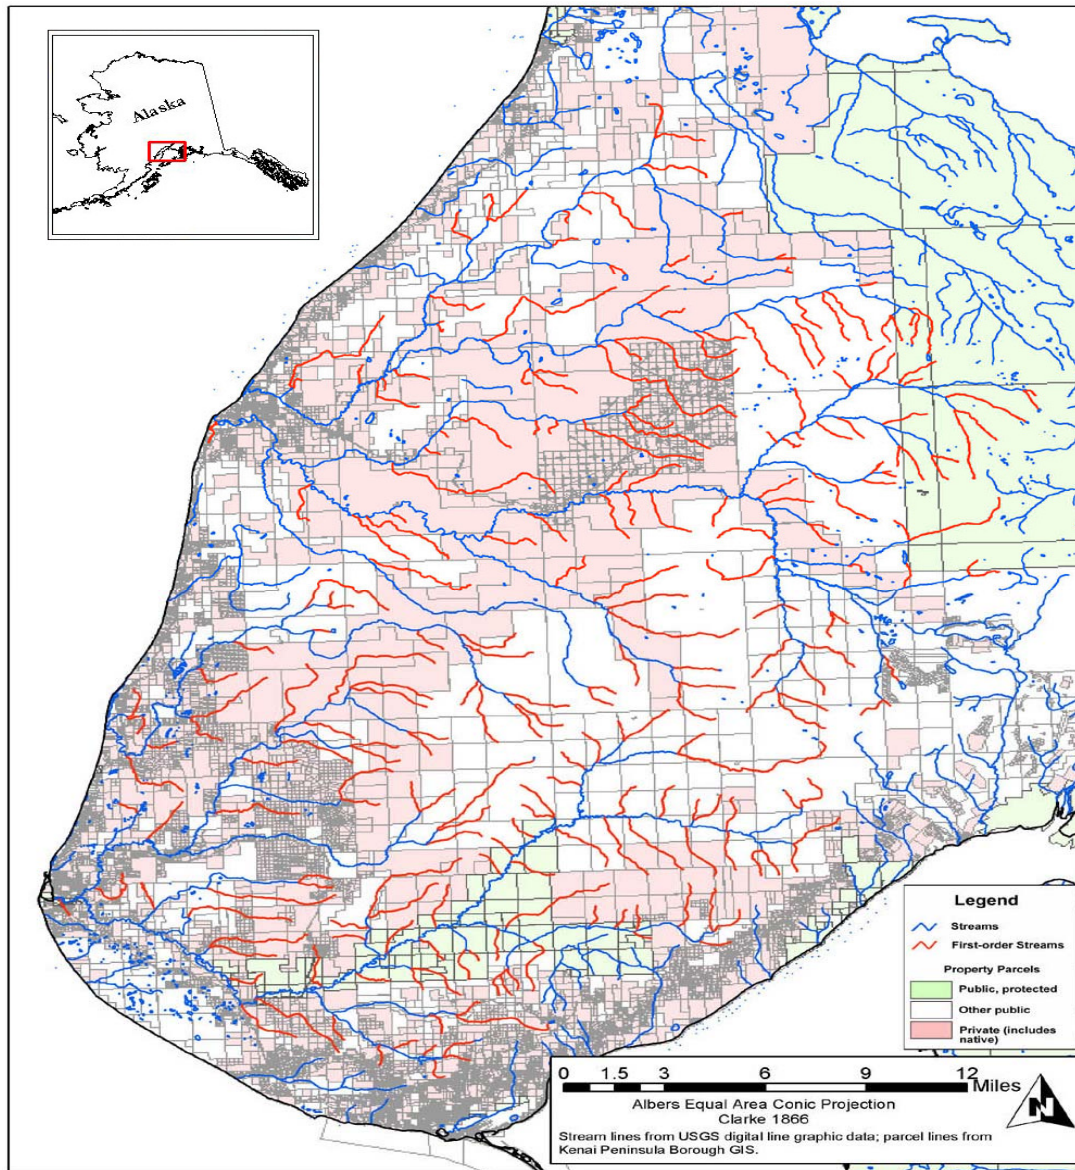 Alaska
Legend
Streams
First-order Streams
Property Parcels
Public, protected
Other public
Private (includes
native)
0 1.5 3 6 9 12 Miles
Albers Equal Area Conic Projection
Clarke 1866
Stream lines from USGS digital line graphic data; parcel lines from
Kenai Peninsula Borough GIS.
N